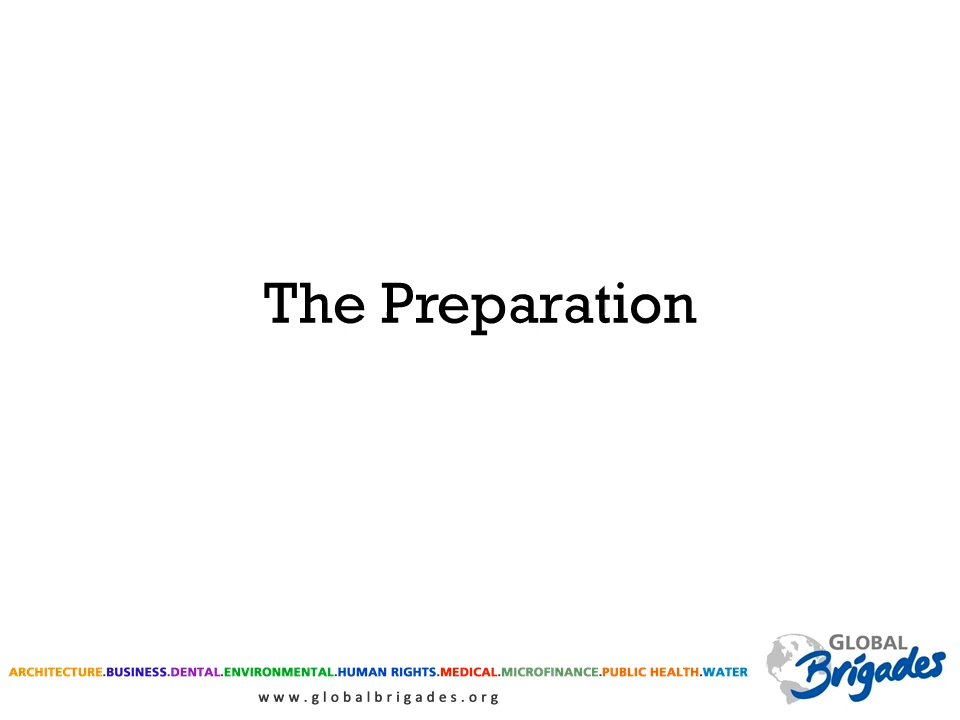 The Preparation
GLOBAL
Brigades
ARCHITECTURE.BUSINESS.DENTAL.ENVIRONMENTAL.HUMAN RIGHTS.MEDICAL.MICROFINANCE.PUBLIC HEALTH.WATER
www.globalbrigades.org